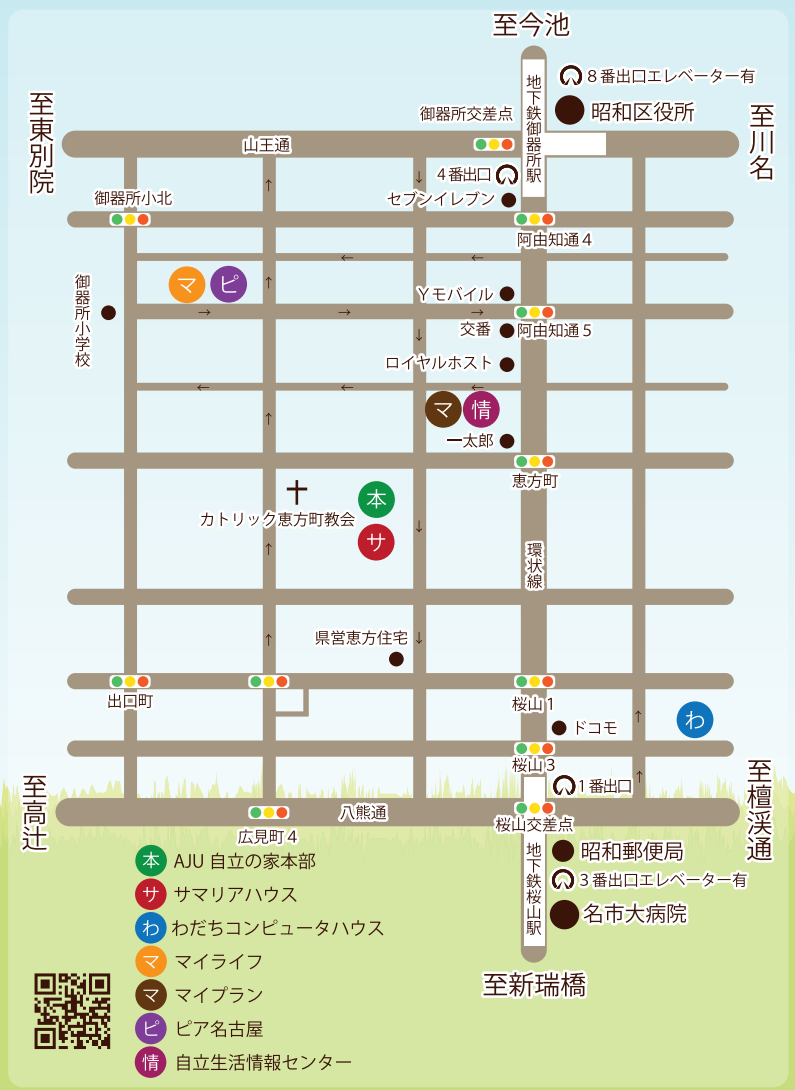 至今池
8番出口エレベーター有
昭和区役所
地下鉄御器所駅
至東別院
至川名
御器所交差点
山王通
4番出口
↑
↓
セブンイレブン
御器所小北
阿由知通4
←
←
御器所小学校
マ
ピ
↑
Yモバイル
→
→
→
交番
阿由知通5
↓
ロイヤルホスト
←
←
←
マ
情
↑
一太郎
恵方町
カトリック恵方町教会
本
サ
↓
↑
環状線
県営恵方住宅
↓
↑
出口町
桜山1
ドコモ
↑
わ
桜山3
1番出口
↑
至高辻
至檀渓通
八熊通
広見町4
桜山交差点
地下鉄桜山駅
昭和郵便局
3番出口エレベーター有
名市大病院
至新瑞橋
本 AJU自立の家本部
サ サマリアハウス
わ わだちコンピュータハウス
マ マイライフ
マ マイプラン
ピ ピア名古屋
情 自立生活情報センター